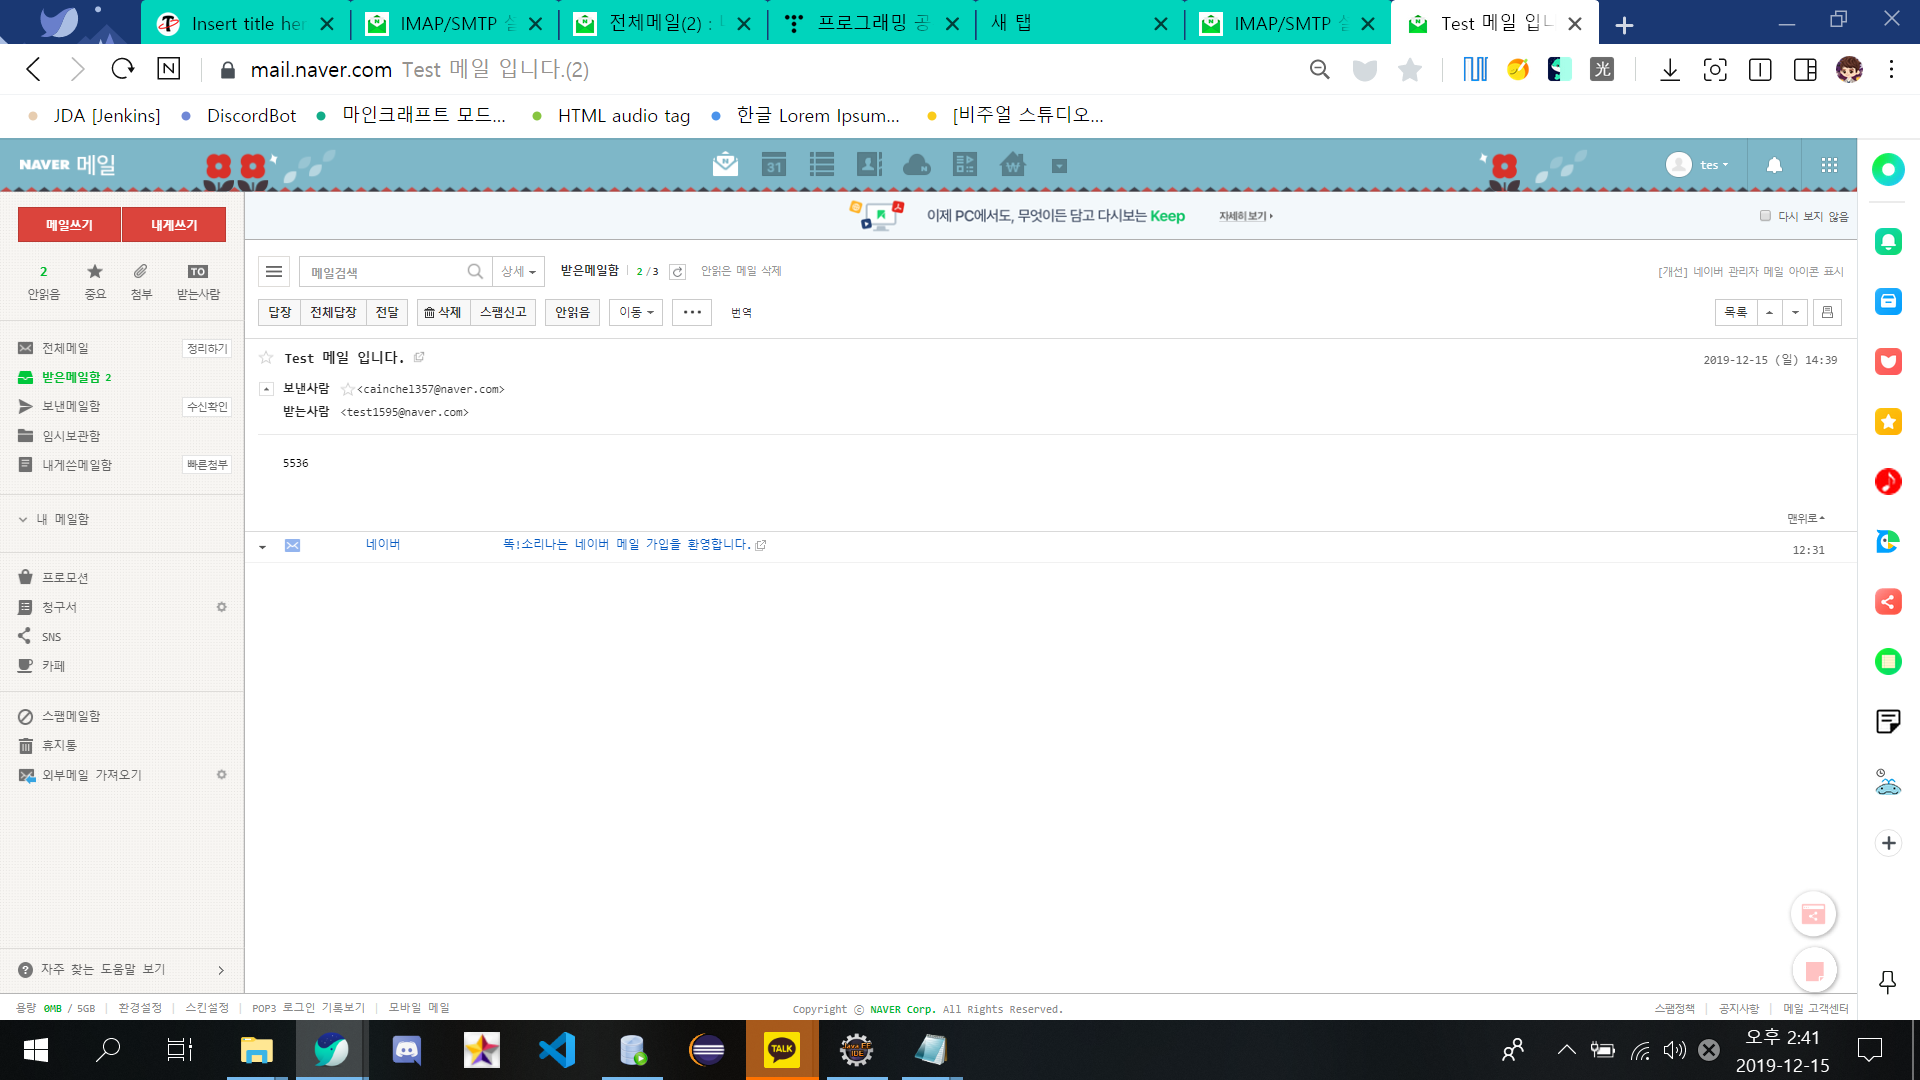 Insert title her
IMAP/SMTP 설
전체메일(2) :
프로그래밍 공
새 탭
IMAP/SMTP 설
Test 메일 입니
mail.naver.com Test 메일 입니다.(2)
JDA [Jenkins]
DiscordBot
마인크래프트 모드...
HTML audio tag
한글 Lorem Ipsum...
[비주얼 스튜디오...
光
NAVER 메일
31
tes
메일쓰기 내게쓰기
이제 PC에서도, 무엇이든 담고 다시보는 Keep 자세히 보기
다시 보지 않음
2
안읽음
중요
첨부
TO
받는사람
메일검색
상세
받은메일함 2 / 3
안읽은 메일 삭제
[개선] 네이버 관리자 메일 아이콘 표시
답장 전체답장 전달 삭제 스팸신고 안읽음 이동 번역
목록
전체메일 정리하기
받은메일함 2
보낸메일함 수신확인
임시보관함
내게쓴메일함 빠른첨부
내 메일함
프로모션
청구서
SNS
카페
스팸메일함
휴지통
외부메일 가져오기
자주 찾는 도움말 보기
Test 메일 입니다.
2019-12-15 (일) 14:39
보낸사람 <cainchel357@naver.com>
받는사람 <test1595@naver.com>
5536
맨위로
네이버 똑!소리나는 네이버 메일 가입을 환영합니다. 12:31
용량 0MB / 5GB 환경설정 스킨설정 POP3 로그인 기록보기 모바일 메일
Copyright ⓒ NAVER Corp. All Rights Reserved.
스팸정책 공지사항 메일 고객센터
TALK
오후 2:41
2019-12-15